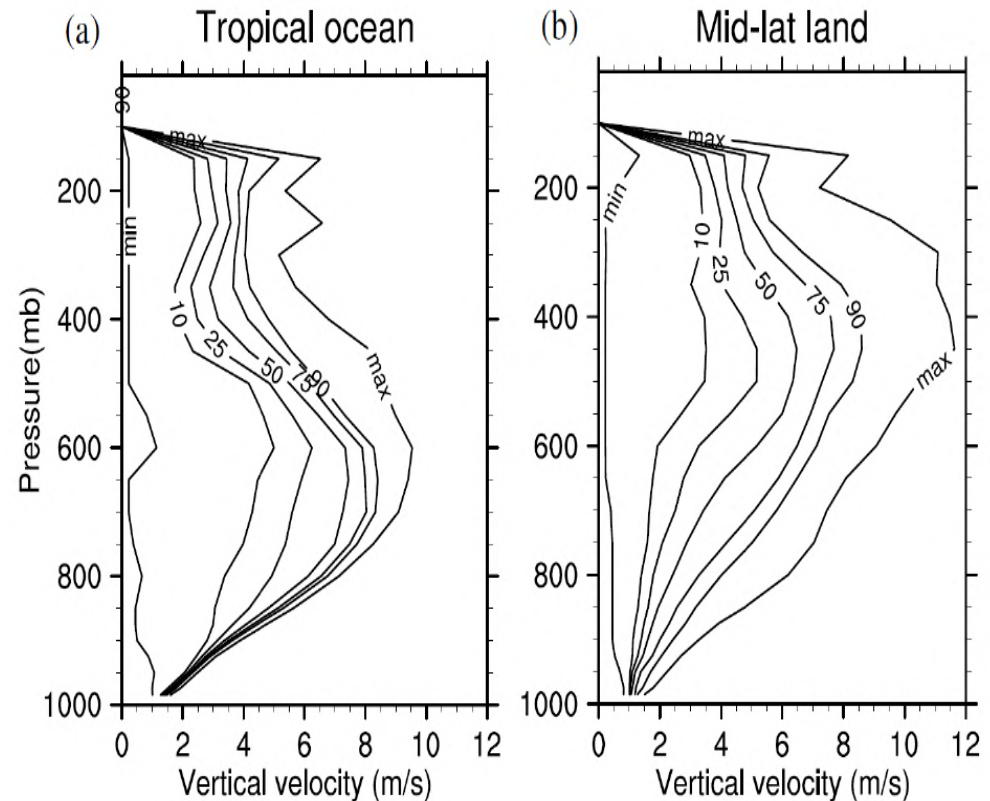 (a) Tropical ocean
(b) Mid-lat land
90
max
min
10
25
50
75
90
max
200
400
600
800
1000
Pressure(mb)
0 2 4 6 8 10 12
Vertical velocity (m/s)
max
min
10
25
50
75
90
max
200
400
600
800
1000
0 2 4 6 8 10 12
Vertical velocity (m/s)